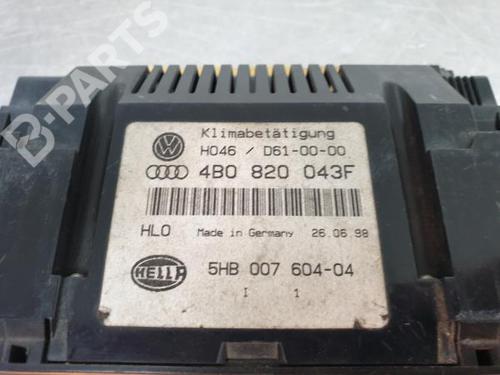 B-PARTS
Klimabetätigung
H046 / D61-00-00
4B0 820 043F
HLO Made in Germany 26.06.98
HELLA
5HB 007 604-04
I 1